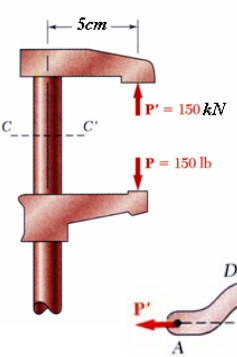 5cm
P' = 150 kN
C C'
P = 150 lb
D
P'
A